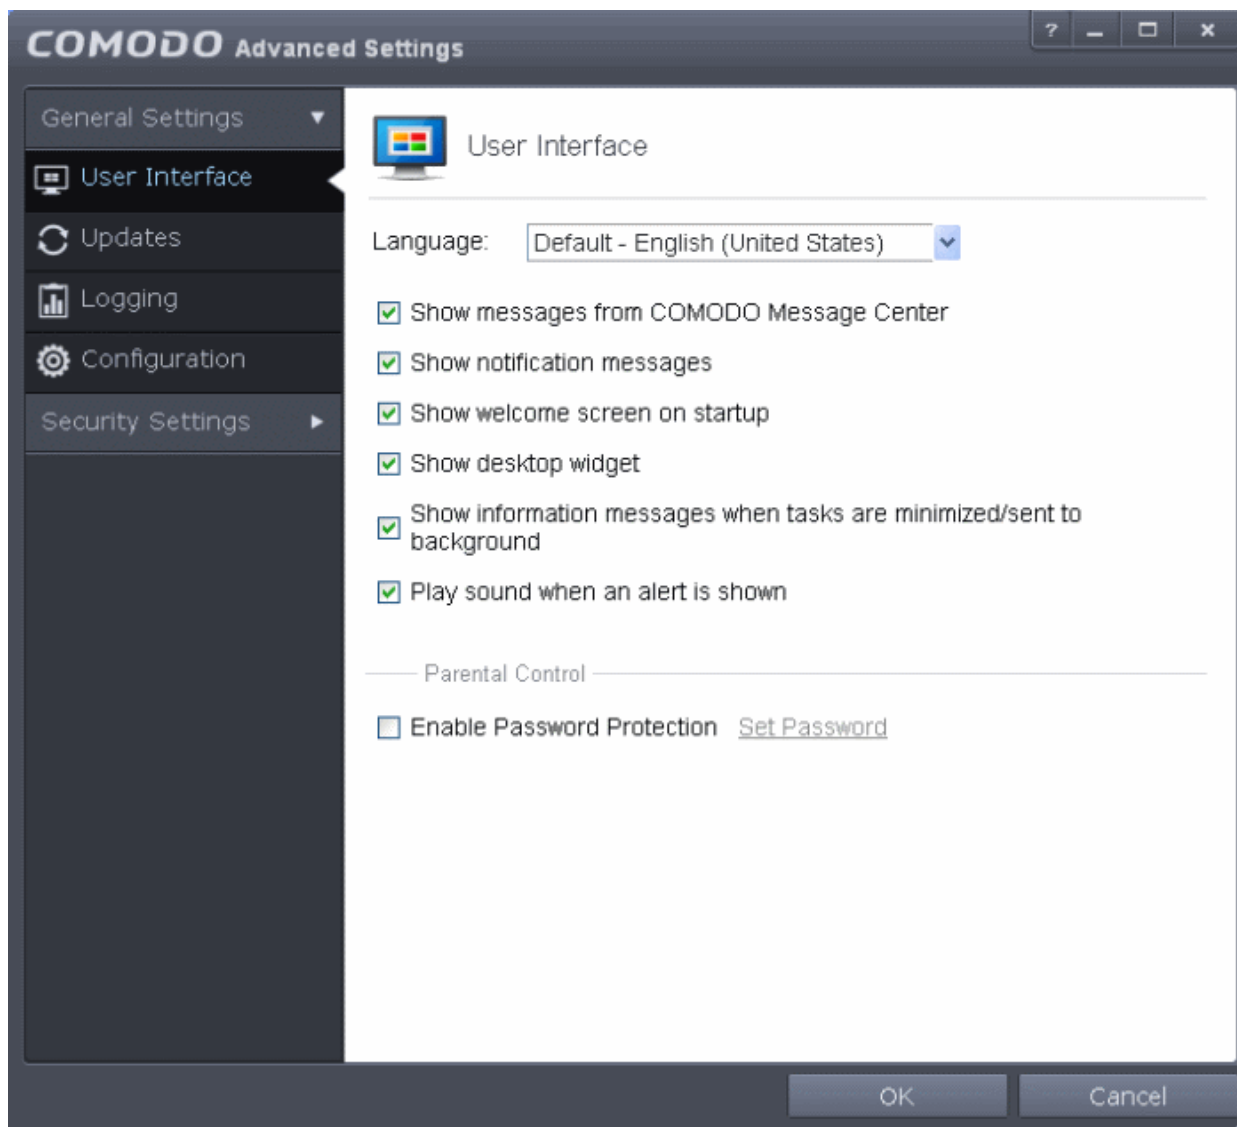 COMODO Advanced Settings
?
General Settings
User Interface
Updates
Logging
Configuration
Security Settings
User Interface
Language: Default - English (United States)
Show messages from COMODO Message Center
Show notification messages
Show welcome screen on startup
Show desktop widget
Show information messages when tasks are minimized/sent to
background
Play sound when an alert is shown
Parental Control
Enable Password Protection Set Password
OK Cancel